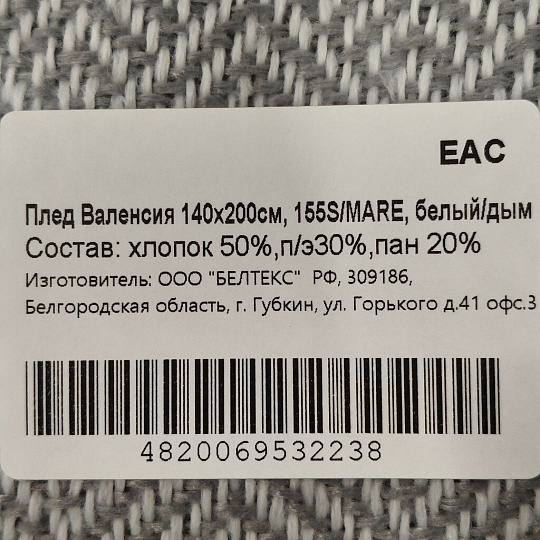 EAC
Плед Валенсия 140х200см, 155S/MARE, белый/дым
Состав: хлопок 50%,п/э30%,пан 20%
Изготовитель: ООО "БЕЛТЕКС" РФ, 309186,
Белгородская область, г. Губкин, ул. Горького д.41 офс.3
4820069532238